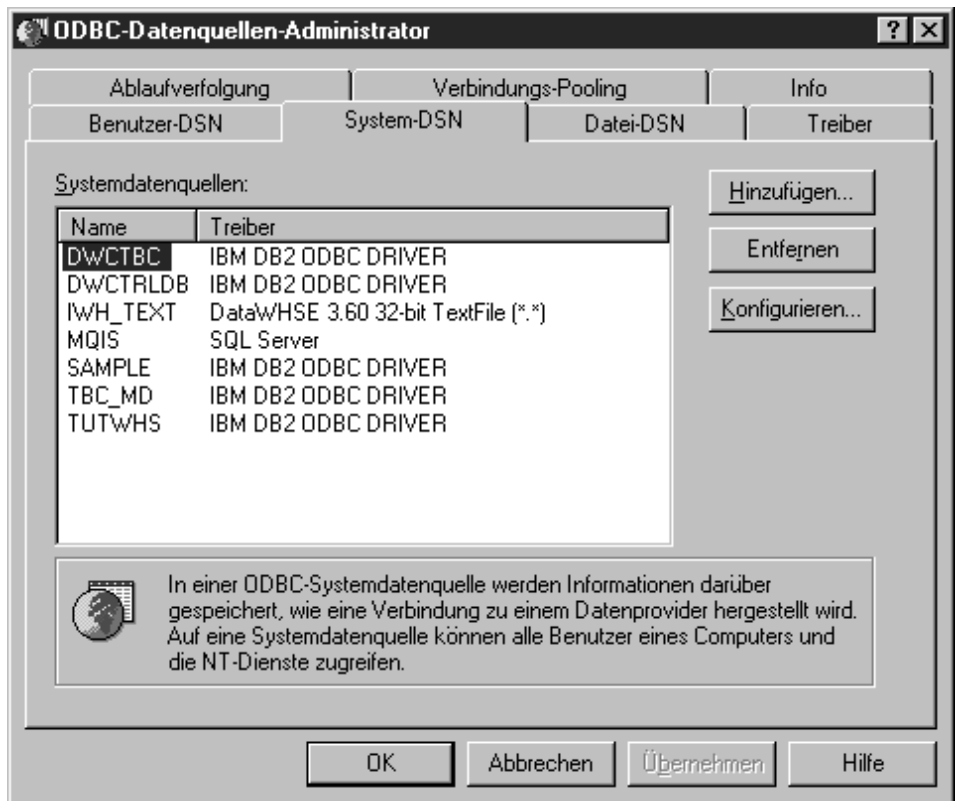 ODBC-Datenquellen-Administrator
Ablaufverfolgung Verbindungs-Pooling Info
Benutzer-DSN System-DSN Datei-DSN Treiber
Systemdatenquellen:
Hinzufügen...
Name Treiber
DWCTBC IBM DB2 ODBC DRIVER
Entfernen
DWCTRLDB IBM DB2 ODBC DRIVER
IWH_TEXT DataWHSE 3.60 32-bit TextFile (*.*)
Konfigurieren...
MQIS SQL Server
SAMPLE IBM DB2 ODBC DRIVER
TBC_MD IBM DB2 ODBC DRIVER
TUTWHS IBM DB2 ODBC DRIVER
In einer ODBC-Systemdatenquelle werden Informationen darüber
gespeichert, wie eine Verbindung zu einem Datenprovider hergestellt wird.
Auf eine Systemdatenquelle können alle Benutzer eines Computers und
die NT-Dienste zugreifen.
OK Abbrechen Übernehmen Hilfe